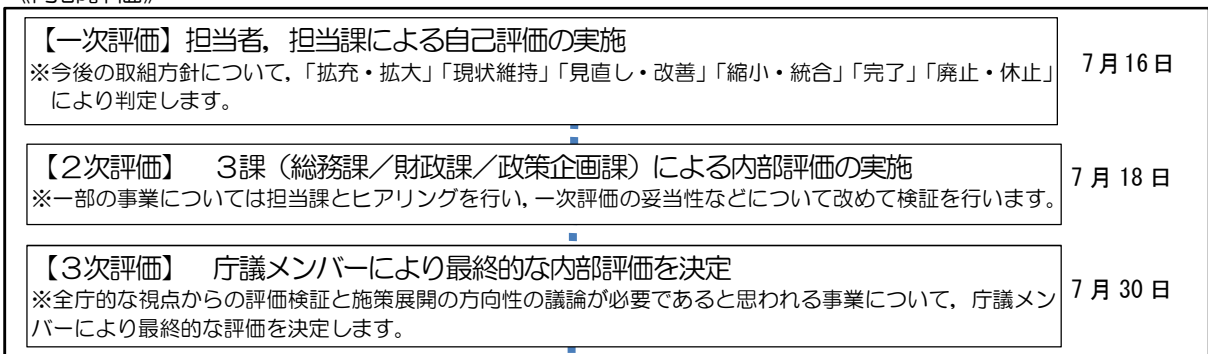 【一次評価】担当者，担当課による自己評価の実施
※今後の取組方針について，「拡充・拡大」「現状維持」「見直し・改善」「縮小・統合」「完了」「廃止・休止」
により判定します。
7月16日
【２次評価】　３課（総務課／財政課／政策企画課）による内部評価の実施
※一部の事業については担当課とヒアリングを行い，一次評価の妥当性などについて改めて検証を行います。
7月18日
【３次評価】　庁議メンバーにより最終的な内部評価を決定
※全庁的な視点からの評価検証と施策展開の方向性の議論が必要であると思われる事業について，庁議メン
バーにより最終的な評価を決定します。
7月30日